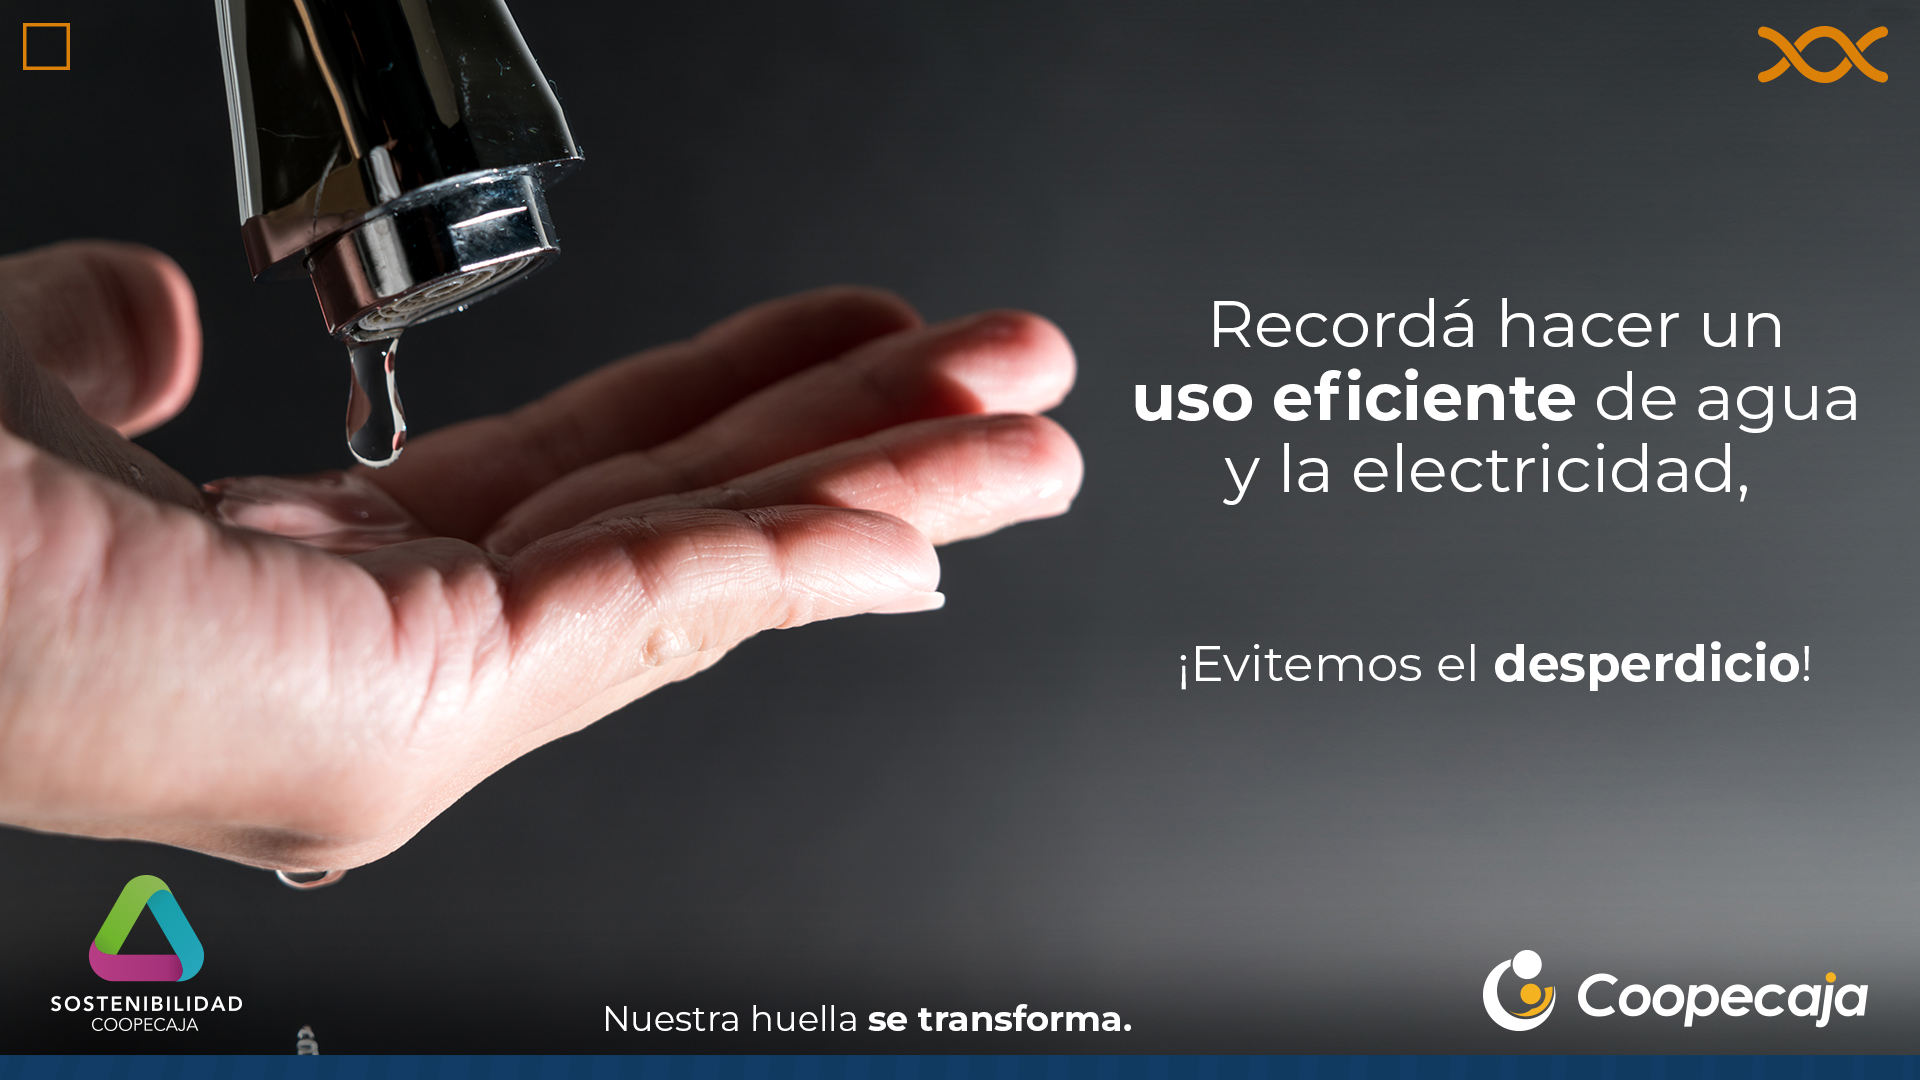 Recordá hacer un
uso eficiente de agua
y la electricidad,
¡Evitemos el desperdicio!
SOSTENIBILIDAD
COOPECAJA
Nuestra huella se transforma.
Coopecaja